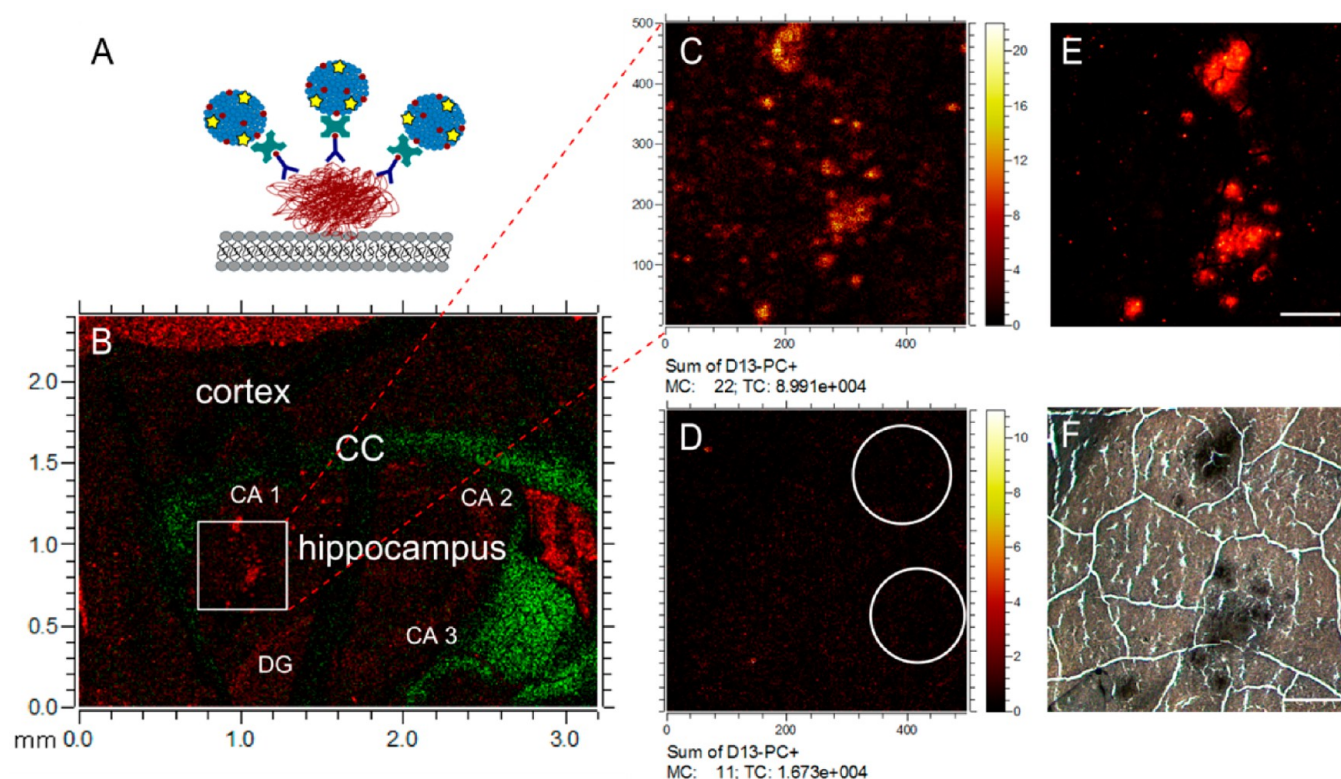 A
B
cortex
CC
CA 1
CA 2
hippocampus
CA 3
DG
2.0
1.5
1.0
0.5
0.0
mm 0.0 1.0 2.0 3.0
C
500
400
300
200
100
200 400
20
16
12
8
4
0
Sum of D13-PC+
MC: 22; TC: 8.991e+004
D
200 400
10
8
6
4
2
0
Sum of D13-PC+
MC: 11; TC: 1.673e+004
E
F